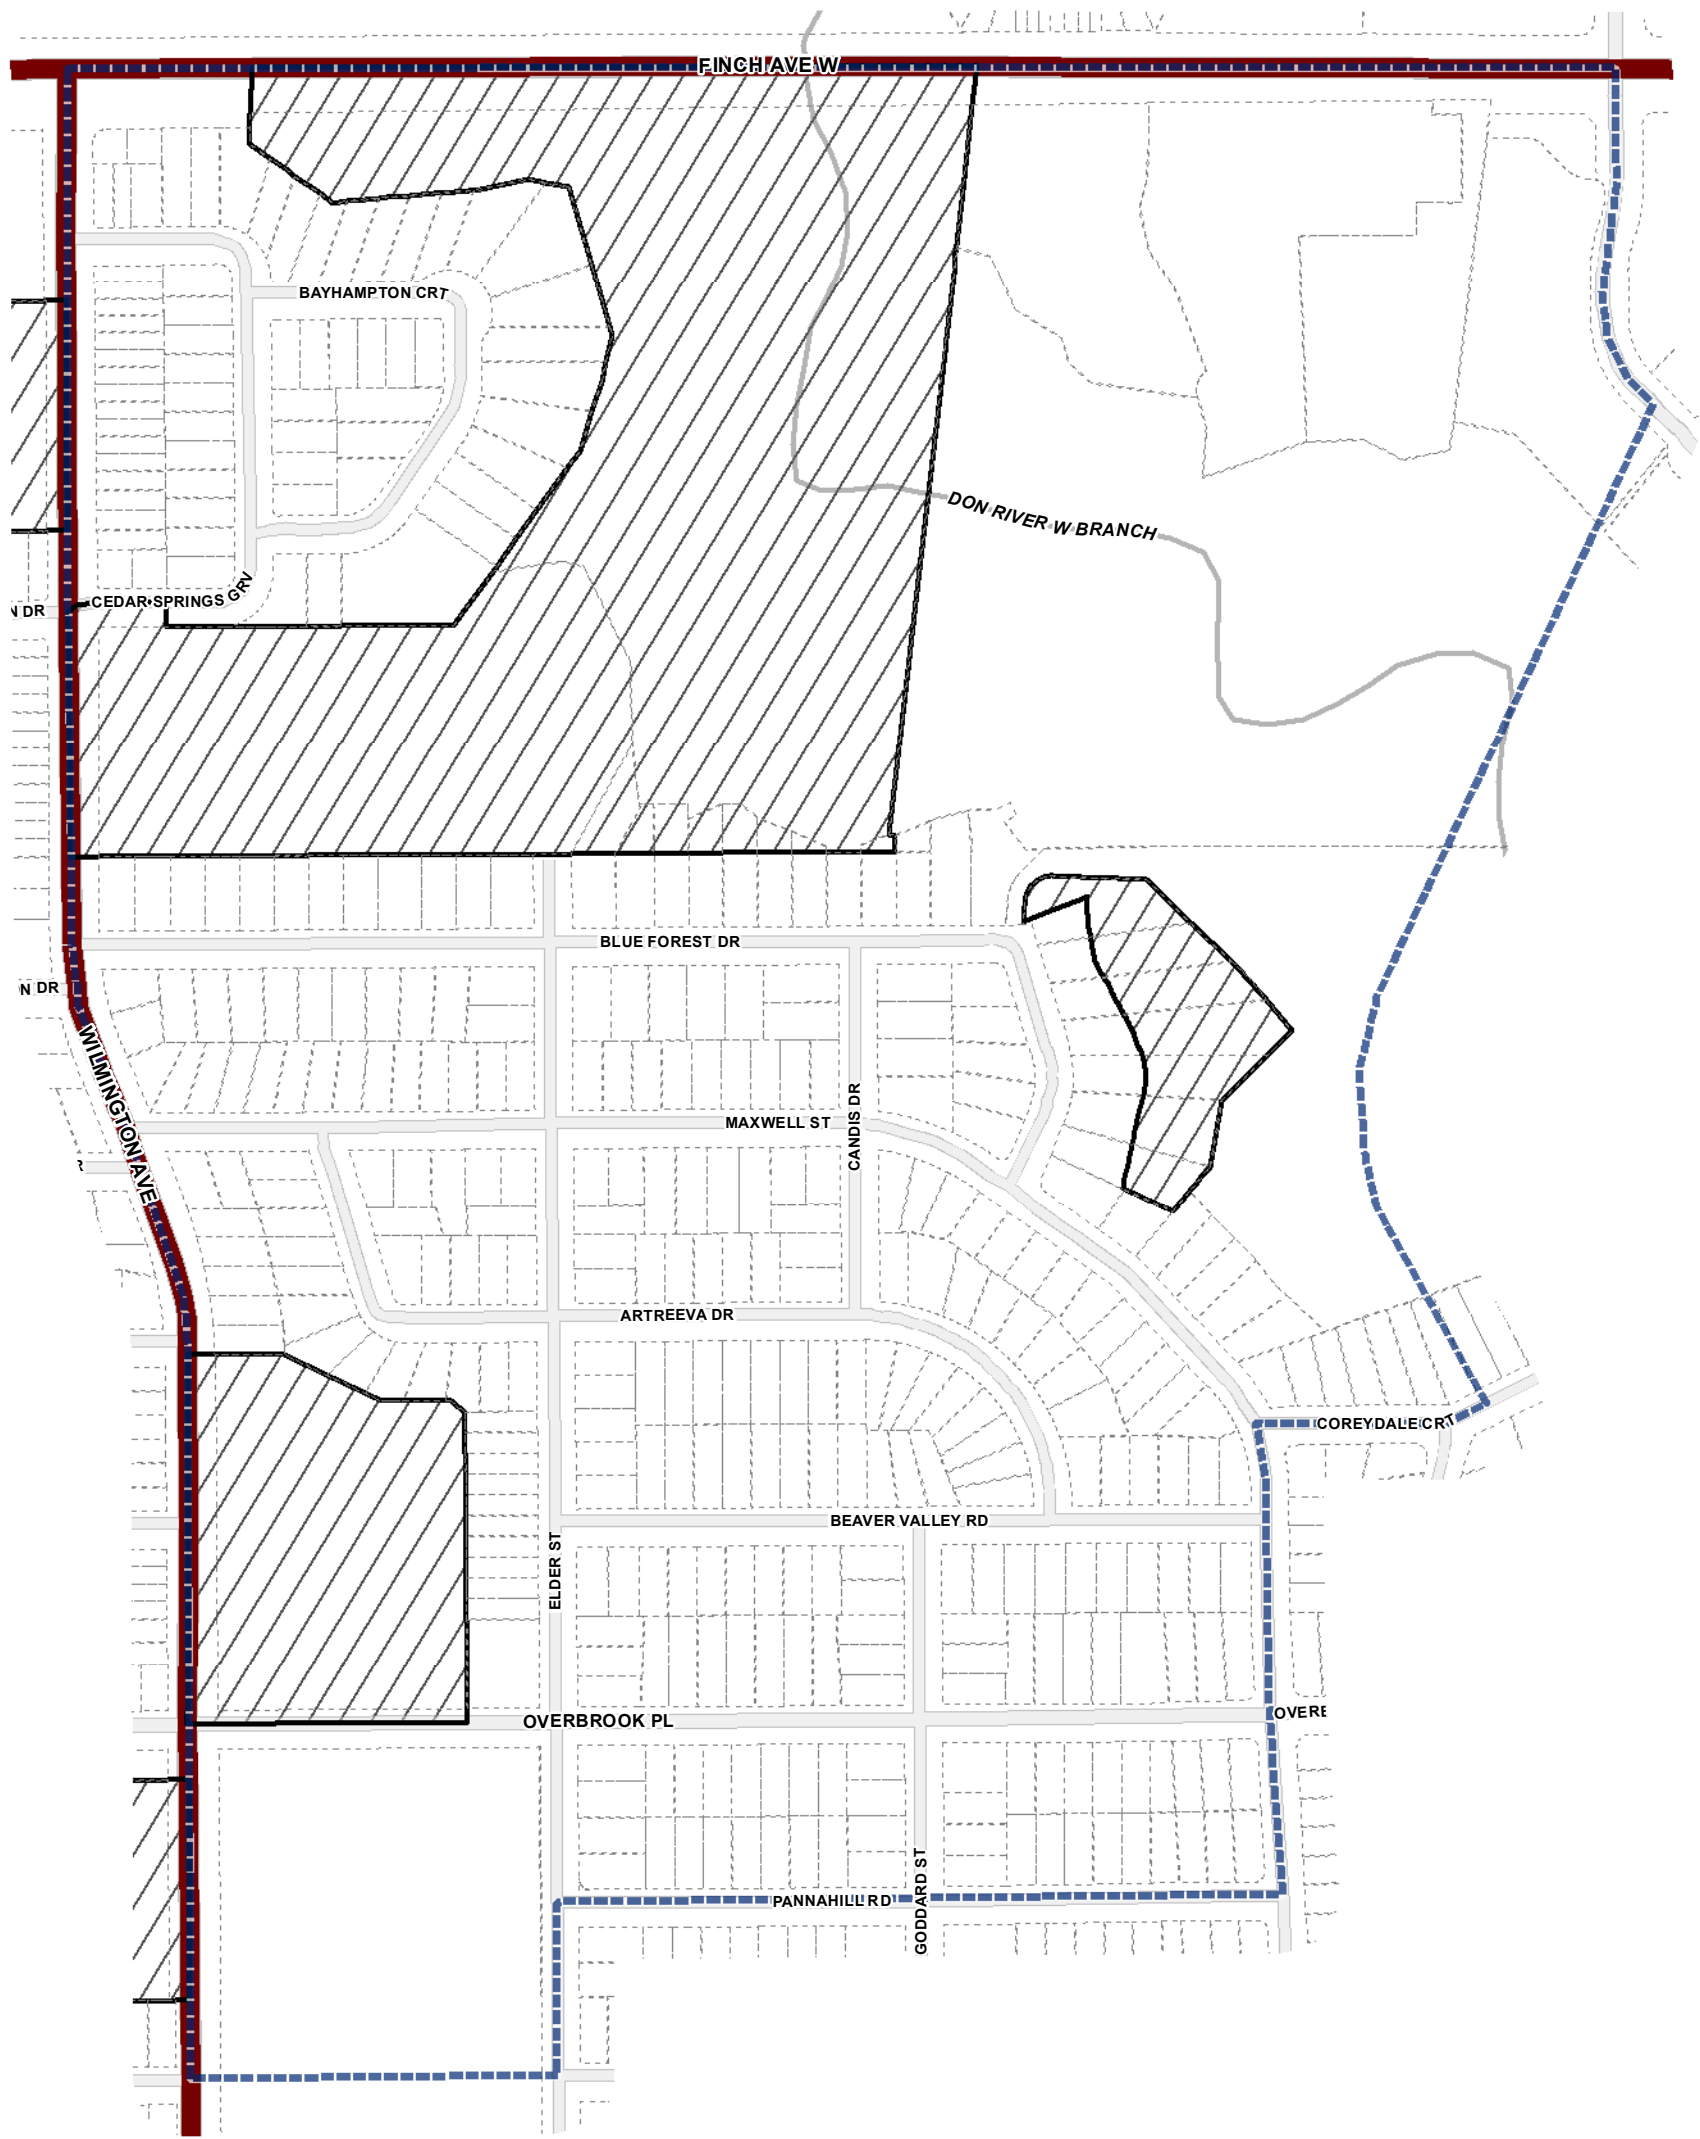 FINCH AVE W
BAYHAMPTON CRT
DON RIVER W BRANCH
CEDAR SPRINGS GRV
N DR
BLUE FOREST DR
N DR
WILMINGTON AVE
CANDIS DR
MAXWELL ST
R
ARTREEVA DR
COREYDALE CRT
BEAVER VALLEY RD
ELDER ST
OVERBROOK PL
OVERB
GODDARD ST
PANNAHILL RD